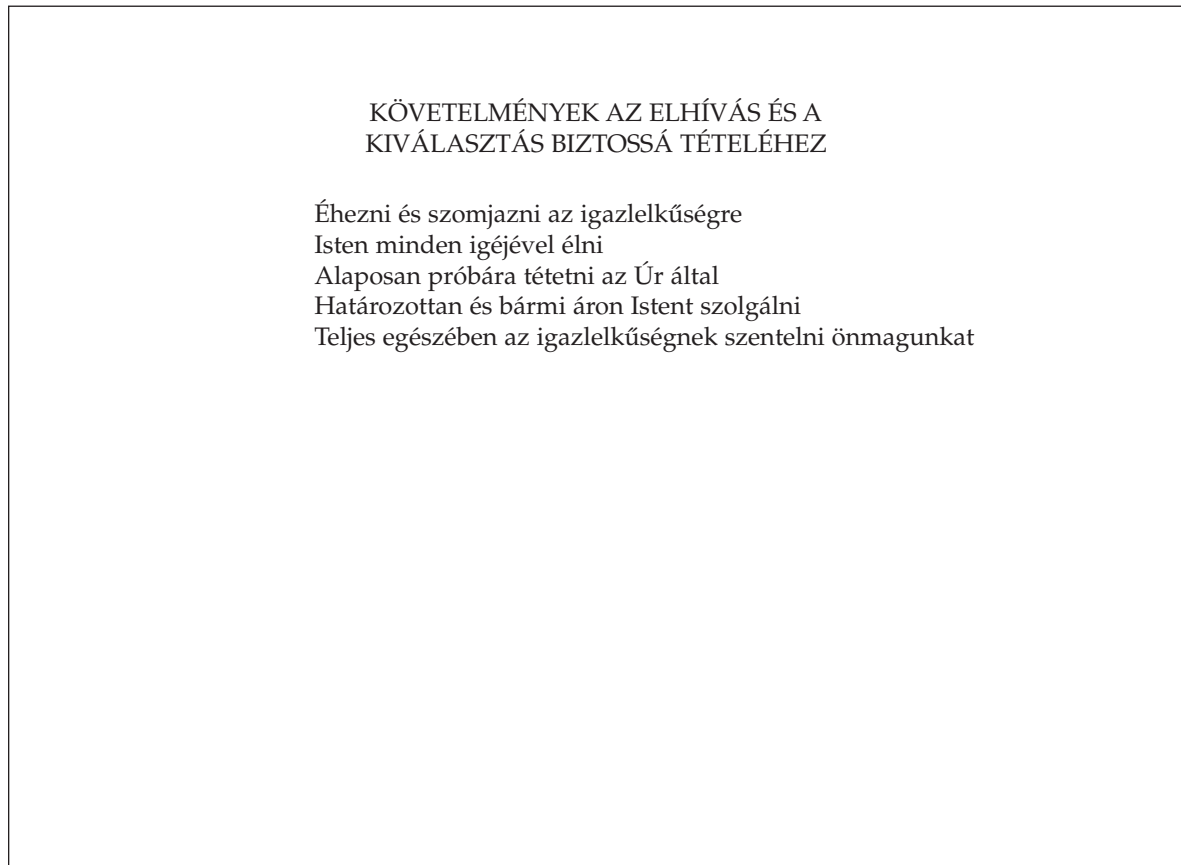 KÖVETELMÉNYEK AZ ELHÍVÁS ÉS A
KIVÁLASZTÁS BIZTOSSÁ TÉTELÉHEZ
Éhezni és szomjazni az igazlelkűségre
Isten minden igéjével élni
Alaposan próbára tétetni az Úr által
Határozottan és bármi áron Istent szolgálni
Teljes egészében az igazlelkűségnek szentelni önmagunkat